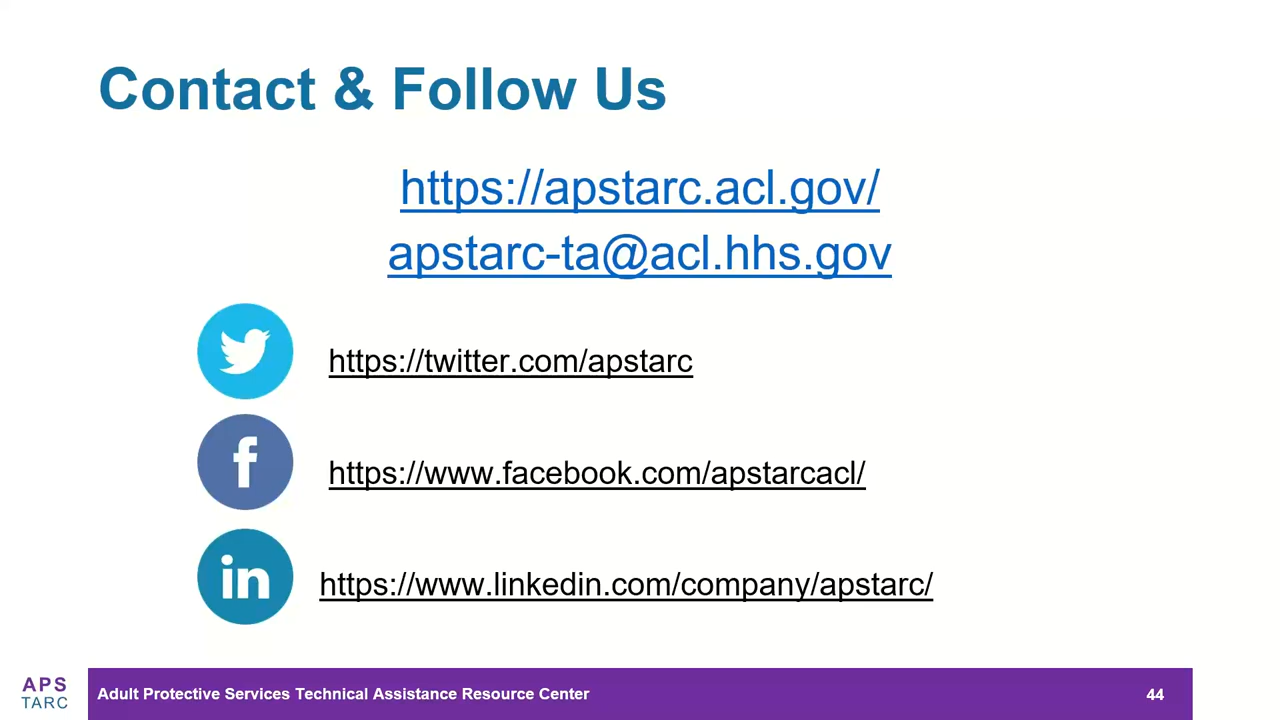 Contact & Follow Us
https://apstarc.acl.gov/
apstarc-ta@acl.hhs.gov
https://twitter.com/apstarc
f
https://www.facebook.com/apstarcacl/
in
https://www.linkedin.com/company/apstarc/
APS
TARC
Adult Protective Services Technical Assistance Resource Center
44